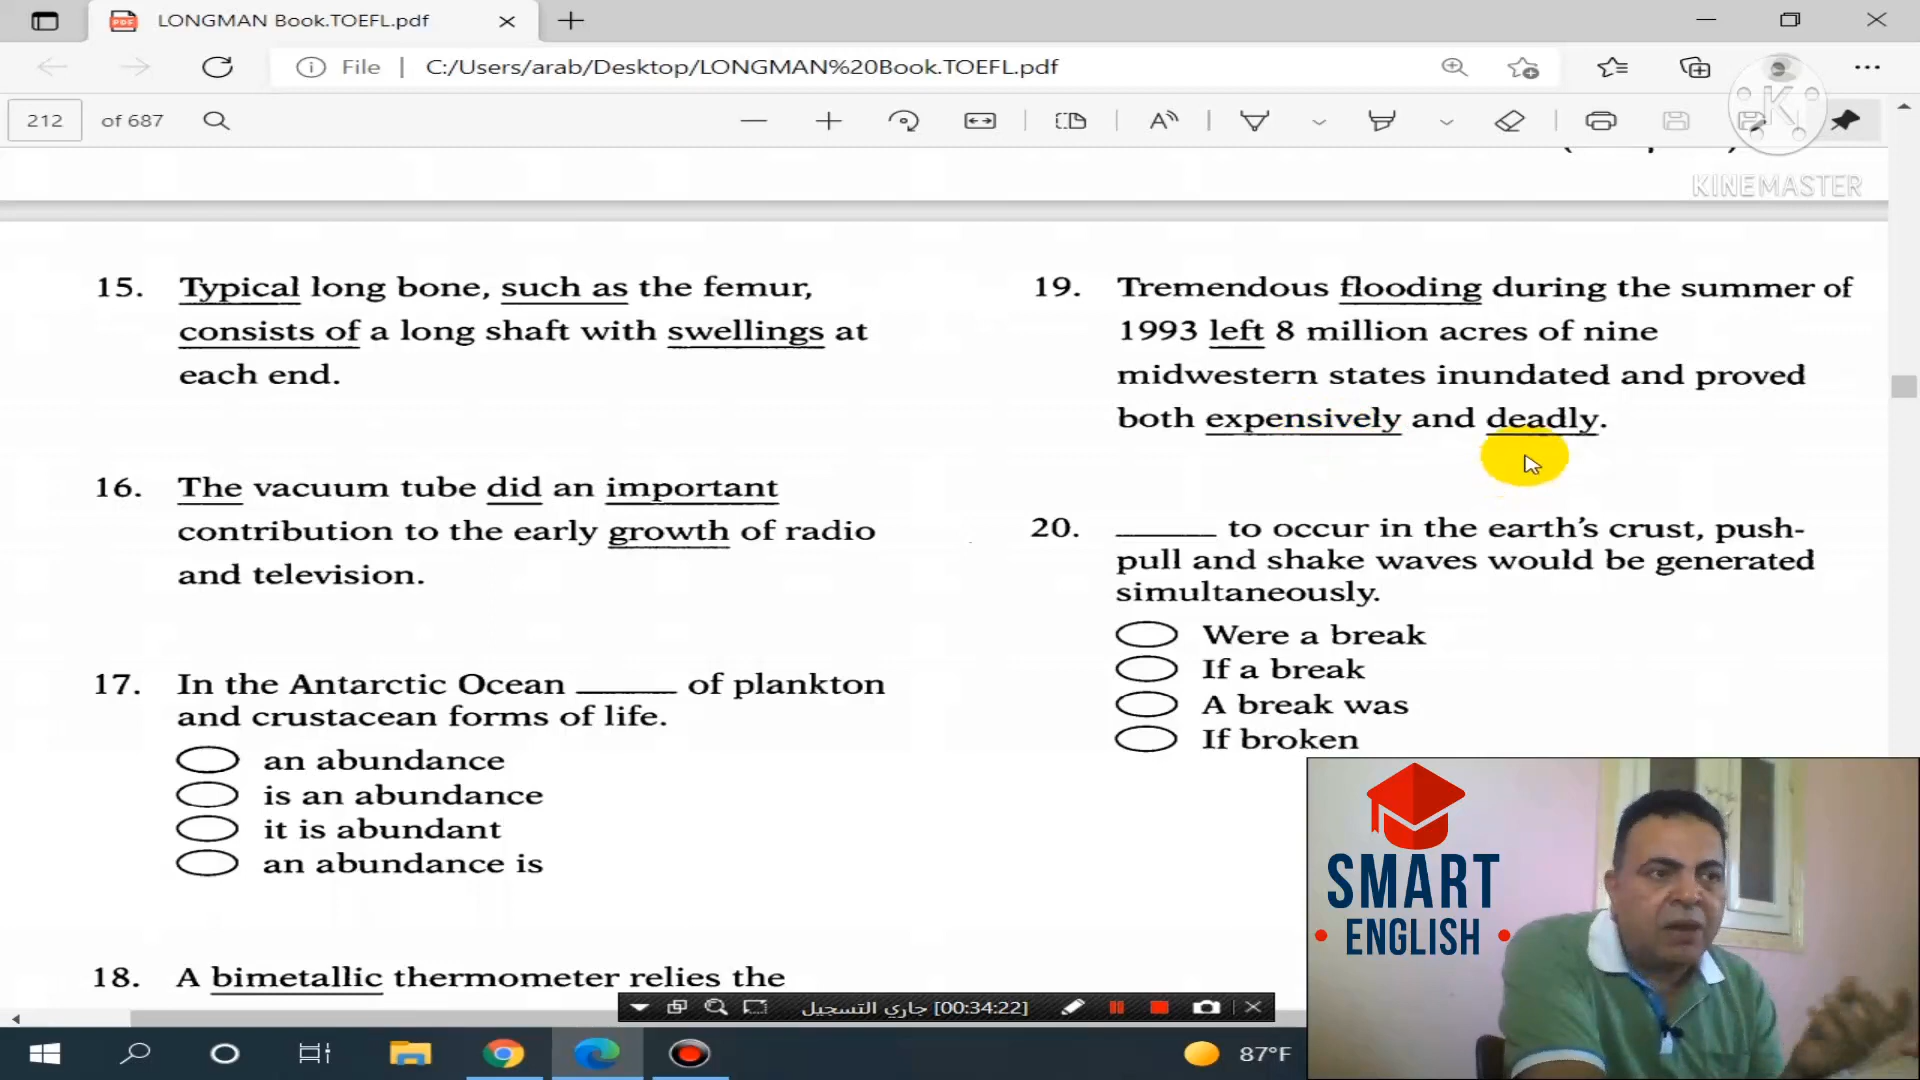 LONGMAN Book.TOEFL.pdf
File
C:/Users/arab/Desktop/LONGMAN%20Book.TOEFL.pdf
212 of 687
KINEMASTER
15. Typical long bone, such as the femur,
consists of a long shaft with swellings at
each end.
16. The vacuum tube did an important
contribution to the early growth of radio
and television.
17. In the Antarctic Ocean ______ of plankton
and crustacean forms of life.
an abundance
is an abundance
it is abundant
an abundance is
18. A bimetallic thermometer relies the
19. Tremendous flooding during the summer of
1993 left 8 million acres of nine
midwestern states inundated and proved
both expensively and deadly.
20. ______ to occur in the earth's crust, push-
pull and shake waves would be generated
simultaneously.
Were a break
If a break
A break was
If broken
SMART
ENGLISH
جاري التسجيل [00:34:22]
87°F